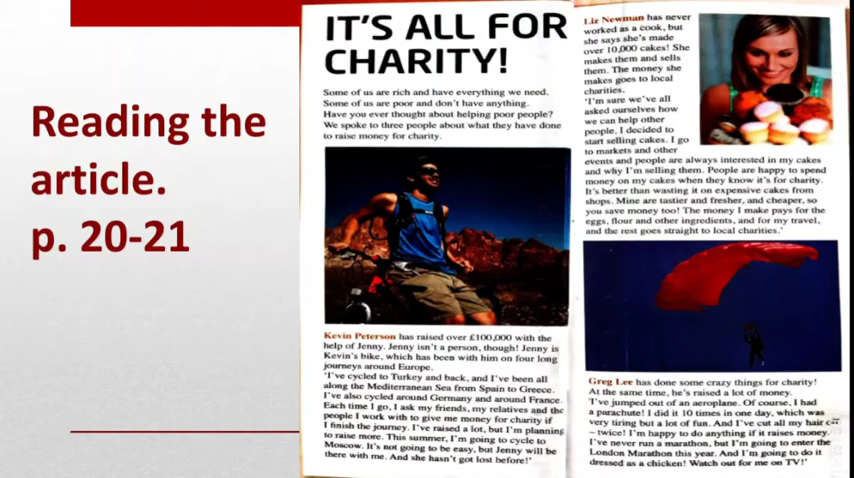 Reading the
article.
p. 20-21
IT'S ALL FOR
CHARITY!
Some of us are rich and have everything we need.
Some of us are poor and don't have anything.
Have you ever thought about helping poor people?
We spoke to three people about what they have done
to raise money for charity.
Kevin Peterson has raised over £100,000 with the
help of Jenny. Jenny isn't a person, though! Jenny is
Kevin's bike, which has been with him on four long
journeys around Europe.
'I've cycled to Turkey and back, and I've been all
along the Mediterranean Sea from Spain to Greece.
I've also cycled around Germany and around France.
Each time I go, I ask my friends, my relatives and the
people I work with to give me money for charity if
I finish the journey. I've raised a lot, but I'm planning
to raise more. This summer, I'm going to cycle to
Moscow. It's not going to be easy, but Jenny will be
there with me. And she hasn't got lost before!'
Liz Newman has never
worked as a cook, but
she says she's made
over 10,000 cakes! She
makes them and sells
them. The money she
makes goes to local
charities.
'I'm sure we've all
asked ourselves how
we can help other
people. I decided to
start selling cakes. I go
to markets and other
events and people are always interested in my cakes
and why I'm selling them. People are happy to spend
money on my cakes when they know it's for charity.
It's better than wasting it on expensive cakes from
shops. Mine are tastier and fresher, and cheaper, so
you save money too! The money I make pays for the
eggs, flour and other ingredients, and for my travel,
and the rest goes straight to local charities.'
Greg Lee has done some crazy things for charity!
At the same time, he's raised a lot of money.
'I've jumped out of an aeroplane. Of course, I had
a parachute! I did it 10 times in one day, which was
very tiring but a lot of fun. And I've cut all my hair
– twice! I'm happy to do anything if it raises money.
I've never run a marathon, but I'm going to enter the
London Marathon this year. And I'm going to do it
dressed as a chicken! Watch out for me on TV!'